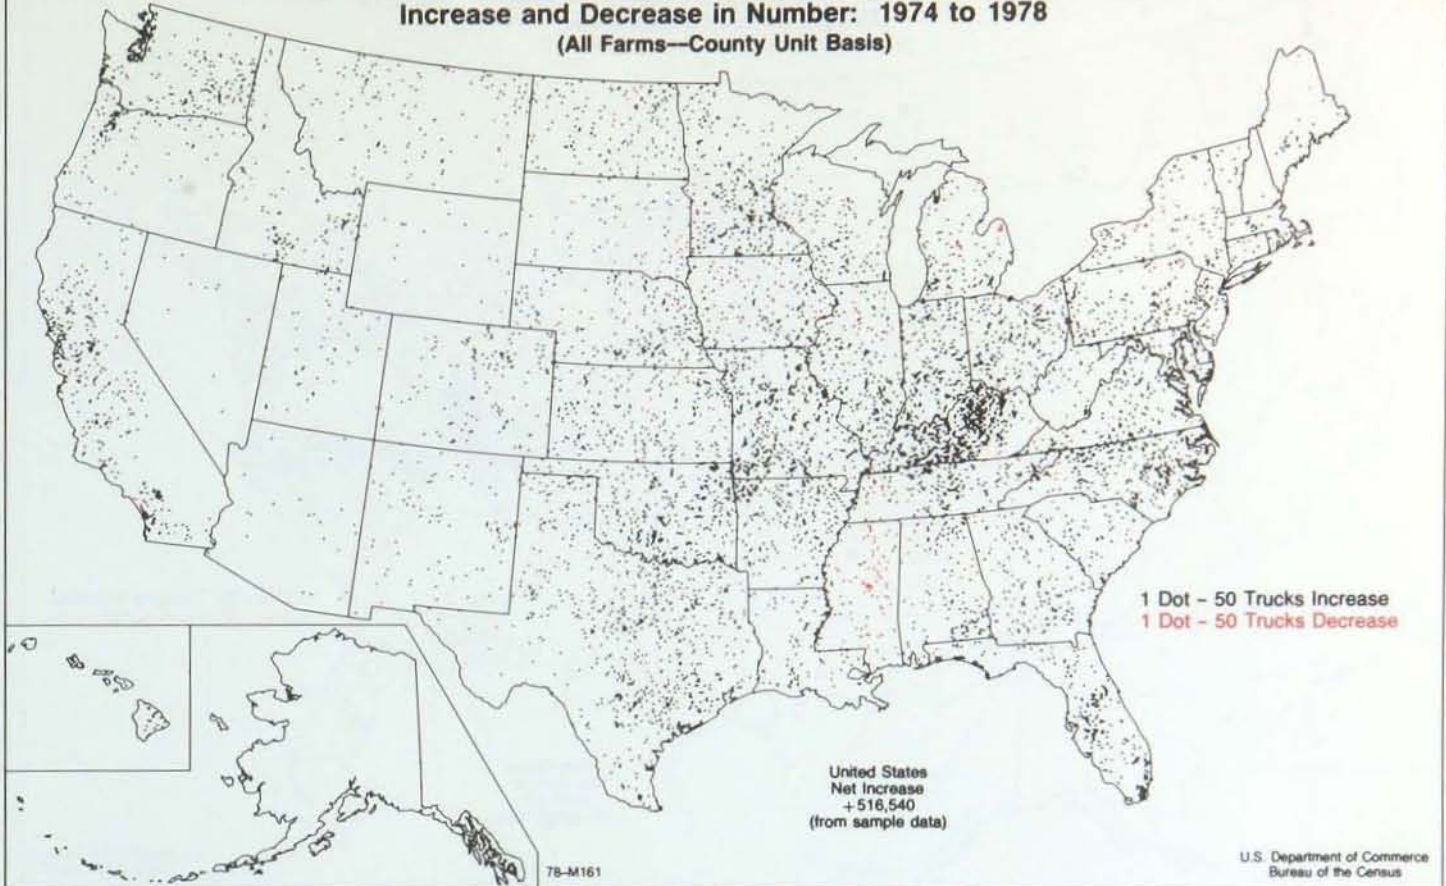 Increase and Decrease in Number: 1974 to 1978
(All Farms—County Unit Basis)
1 Dot – 50 Trucks Increase
1 Dot – 50 Trucks Decrease
United States
Net Increase
+516,540
(from sample data)
78–M161
U.S. Department of Commerce
Bureau of the Census